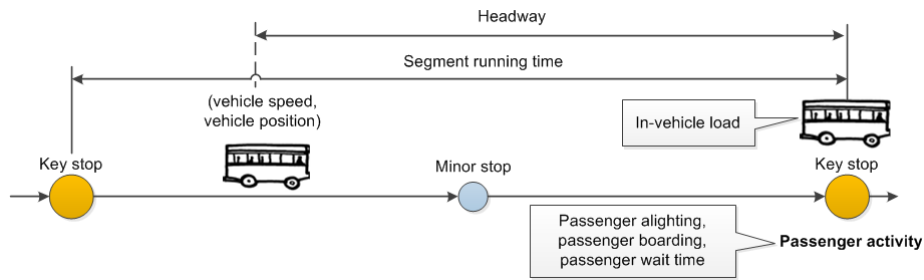 Headway
Segment running time
(vehicle speed,
vehicle position)
In-vehicle load
Key stop
Minor stop
Key stop
Passenger alighting,
passenger boarding,
passenger wait time
Passenger activity